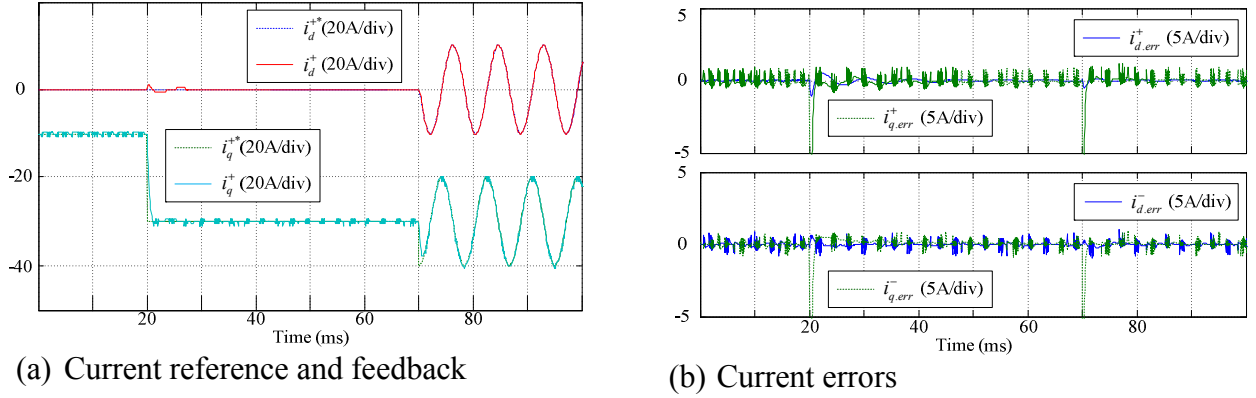 i_d^{+*} (20A/div)
i_d^+ (20A/div)
0
i_q^{+*} (20A/div)
i_q^+ (20A/div)
-20
-40
20 40 60 80
Time (ms)
(a) Current reference and feedback
5
i_{d.err}^+ (5A/div)
0
i_{q.err}^+ (5A/div)
-5
5
i_{d.err}^- (5A/div)
0
i_{q.err}^- (5A/div)
-5
20 40 60 80
Time (ms)
(b) Current errors